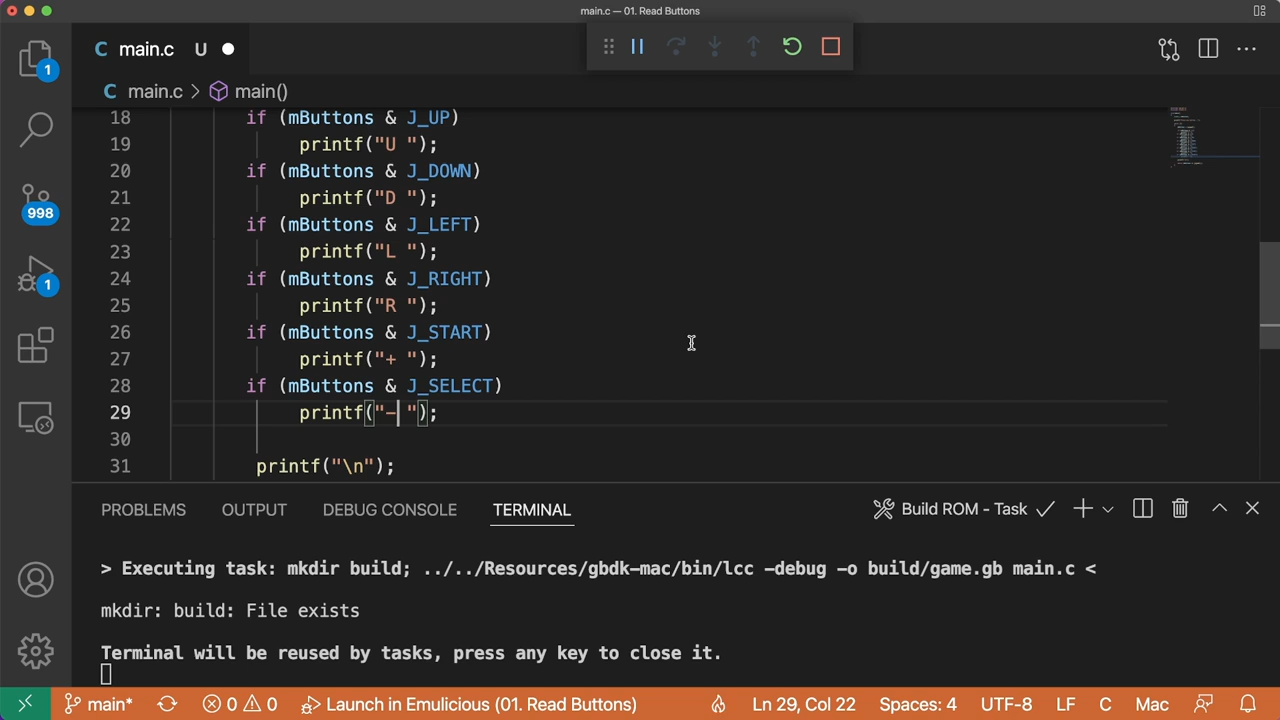 main.c — 01. Read Buttons
C main.c U
1
C main.c > main()
18 if (mButtons & J_UP)
19 printf("U ");
20 if (mButtons & J_DOWN)
21 printf("D ");
22 if (mButtons & J_LEFT)
23 printf("L ");
24 if (mButtons & J_RIGHT)
25 printf("R ");
26 if (mButtons & J_START)
27 printf("+ ");
28 if (mButtons & J_SELECT)
29 printf("- ");
30
31 printf("\n");
998
1
PROBLEMS OUTPUT DEBUG CONSOLE TERMINAL Build ROM - Task
> Executing task: mkdir build; ../../Resources/gbdk-mac/bin/lcc -debug -o build/game.gb main.c <
mkdir: build: File exists
Terminal will be reused by tasks, press any key to close it.
main* 0 0 Launch in Emulicious (01. Read Buttons) Ln 29, Col 22 Spaces: 4 UTF-8 LF C Mac